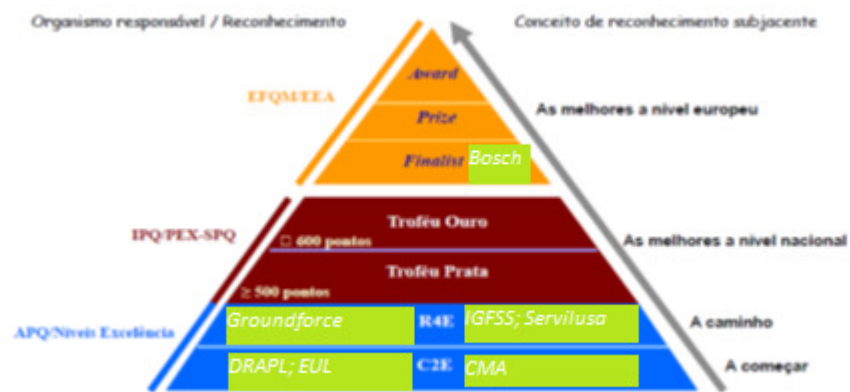 Organismo responsável / Reconhecimento
Conceito de reconhecimento subjacente
Award
EFQM/EEA
As melhores a nível europeu
Prize
Finalist Bosch
Troféu Ouro
IPQ/PEX-SPQ
□ 600 pontos
As melhores a nível nacional
Troféu Prata
≥ 500 pontos
Groundforce R4E IGFSS; Servilusa
A caminho
APQ/Níveis Excelência
DRAPL; EUL C2E CMA
A começar